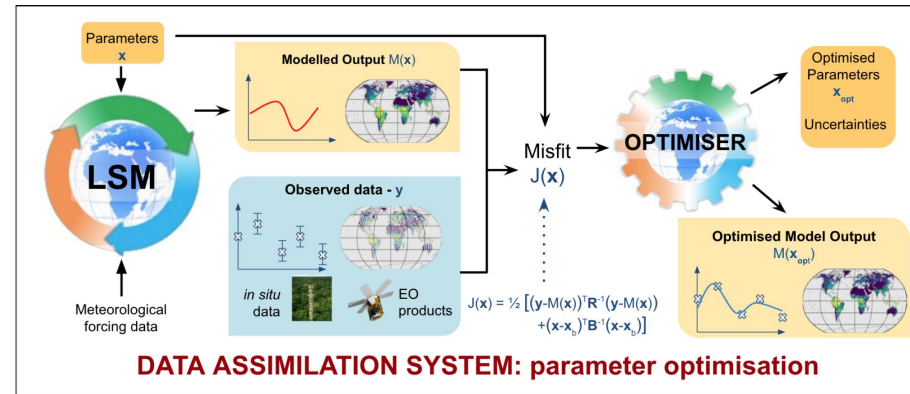 Parameters
x
LSM
Meteorological
forcing data
Modelled Output M(x)
Observed data - y
in situ
data
EO
products
Misfit
J(x)
J(x) = ½ [(y-M(x))ᵀR⁻¹(y-M(x))
+(x-x_b)ᵀB⁻¹(x-x_b)]
OPTIMISER
Optimised
Parameters
x_opt
Uncertainties
Optimised Model Output
M(x_opt)
DATA ASSIMILATION SYSTEM: parameter optimisation